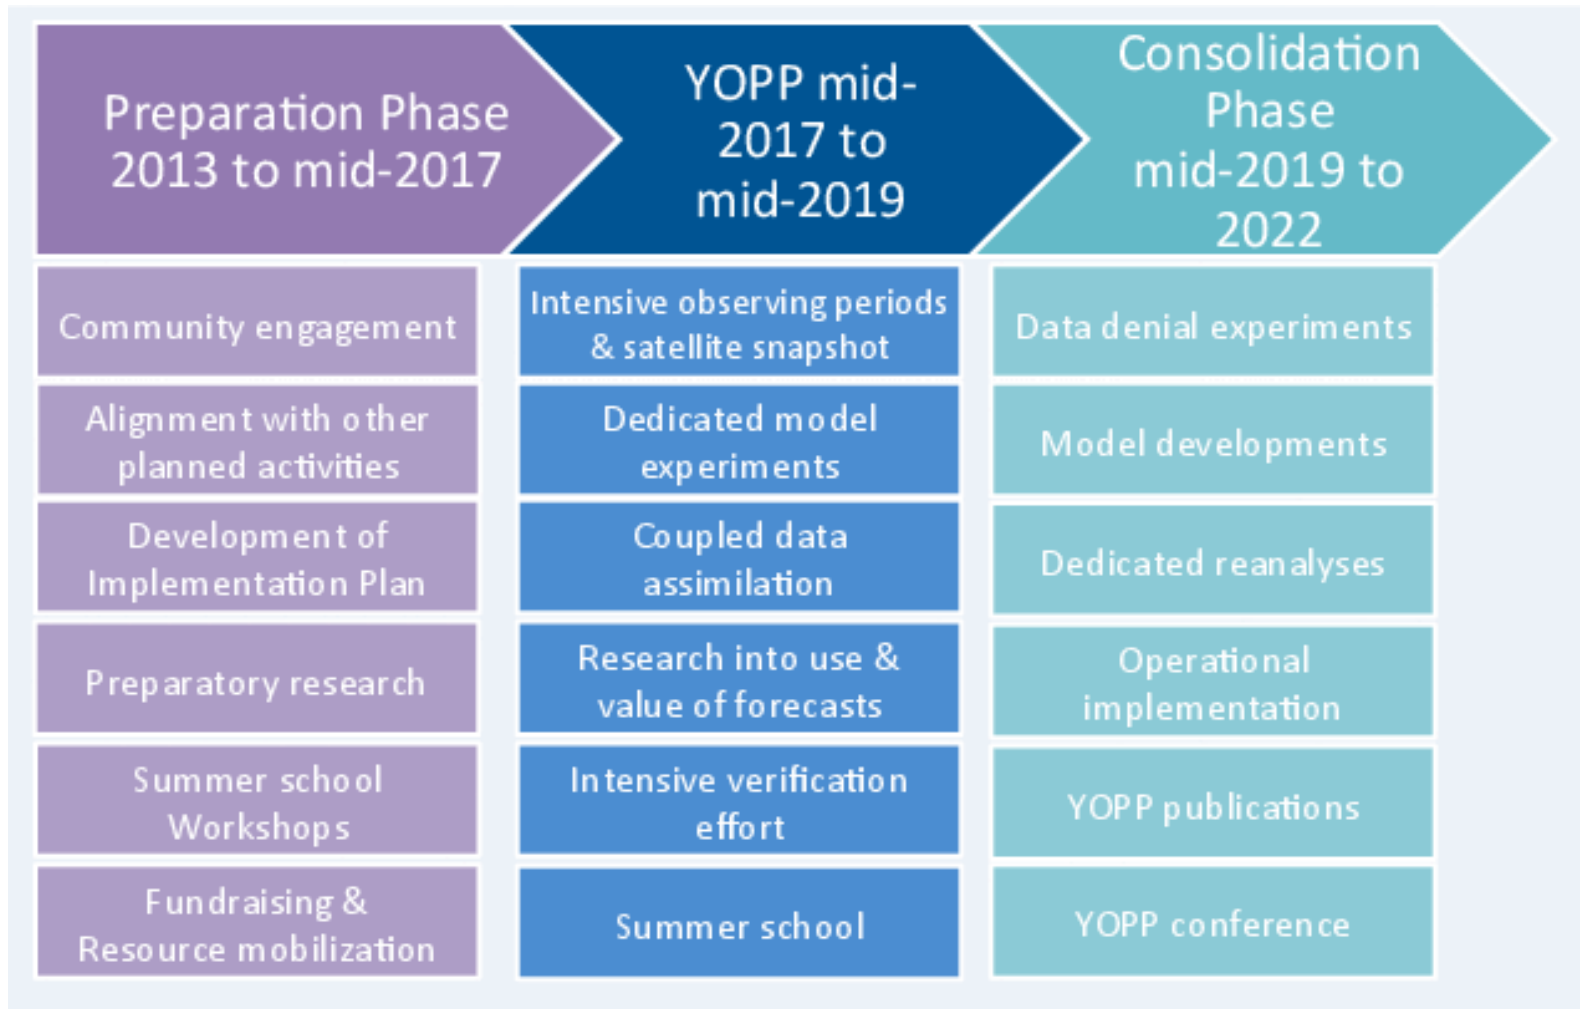 Preparation Phase
2013 to mid-2017
YOPP mid-
2017 to
mid-2019
Consolidation
Phase
mid-2019 to
2022
Community engagement
Alignment with other
planned activities
Development of
Implementation Plan
Preparatory research
Summer school
Workshops
Fundraising &
Resource mobilization
Intensive observing periods
& satellite snapshot
Dedicated model
experiments
Coupled data
assimilation
Research into use &
value of forecasts
Intensive verification
effort
Summer school
Data denial experiments
Model developments
Dedicated reanalyses
Operational
implementation
YOPP publications
YOPP conference